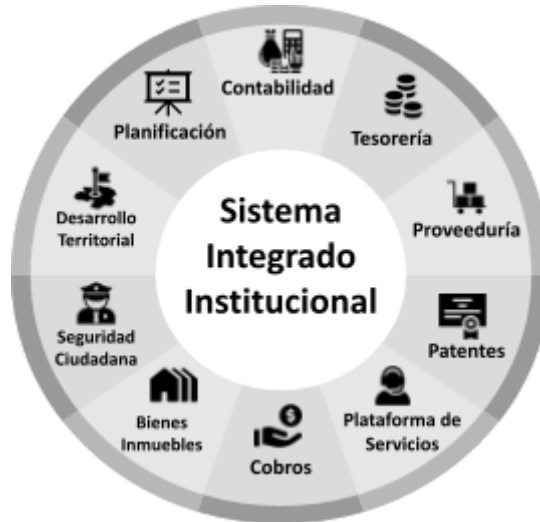 Sistema
Integrado
Institucional
Contabilidad
Tesorería
Proveeduría
Patentes
Plataforma de
Servicios
Cobros
Bienes
Inmuebles
Seguridad
Ciudadana
Desarrollo
Territorial
Planificación